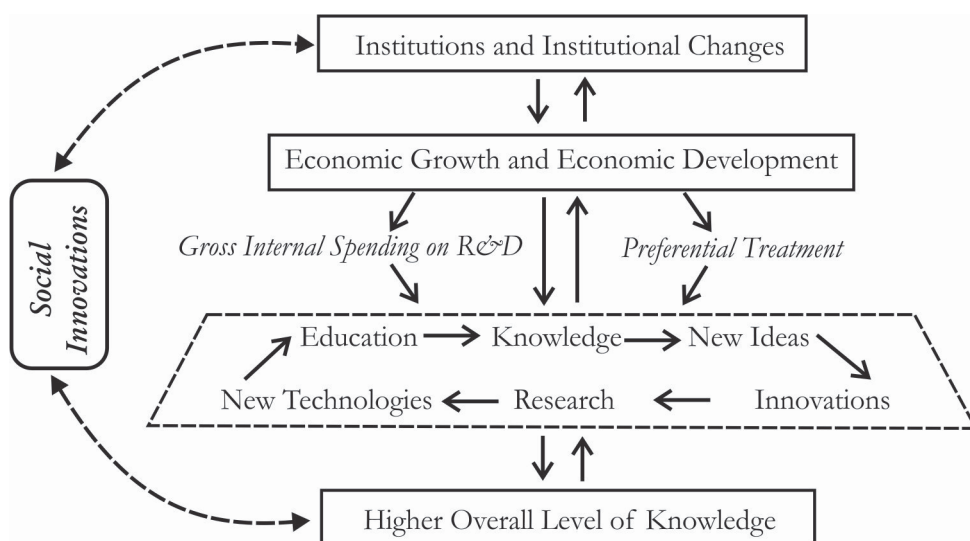 Institutions and Institutional Changes
Economic Growth and Economic Development
Gross Internal Spending on R&D
Preferential Treatment
Social
Innovations
Education
Knowledge
New Ideas
New Technologies
Research
Innovations
Higher Overall Level of Knowledge